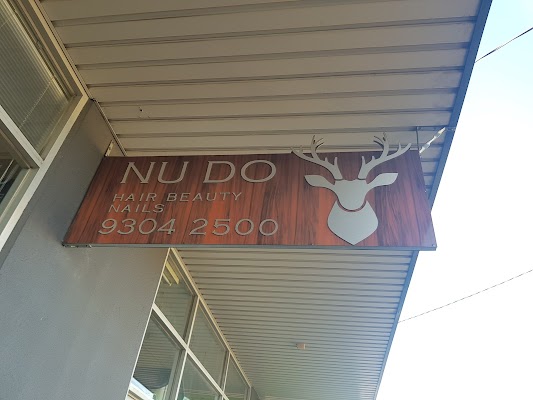 NU DO
HAIR BEAUTY
NAILS
9304 2500